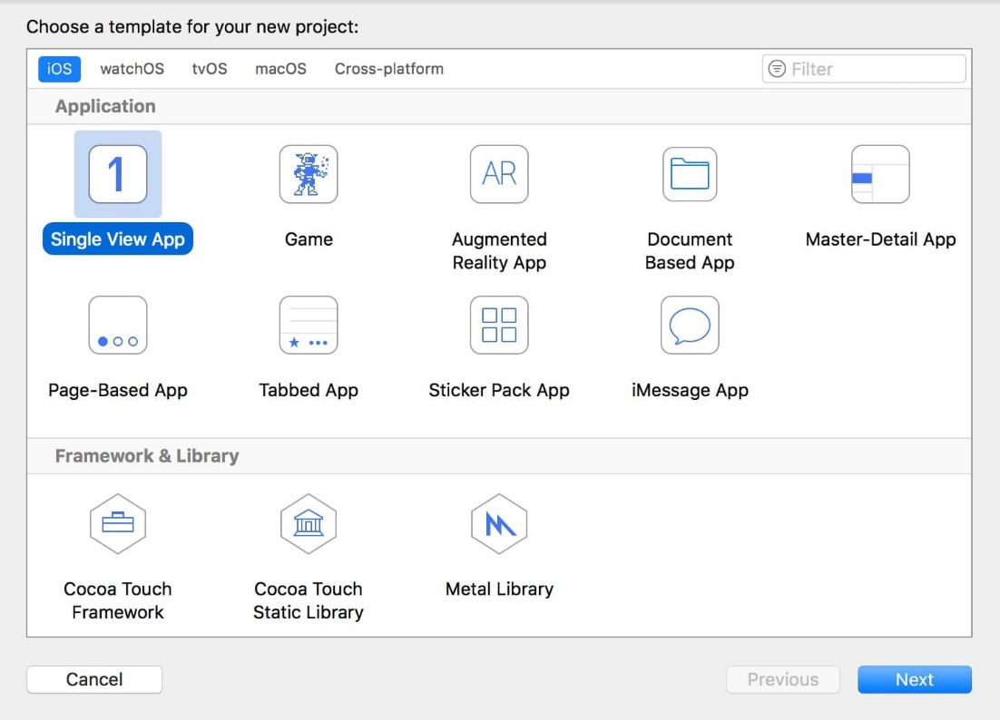 Choose a template for your new project:
iOS watchOS tvOS macOS Cross-platform Filter
Application
1 AR
Single View App Game Augmented Reality App Document Based App Master-Detail App
Page-Based App Tabbed App Sticker Pack App iMessage App
Framework & Library
Cocoa Touch Framework Cocoa Touch Static Library Metal Library
Cancel Previous Next